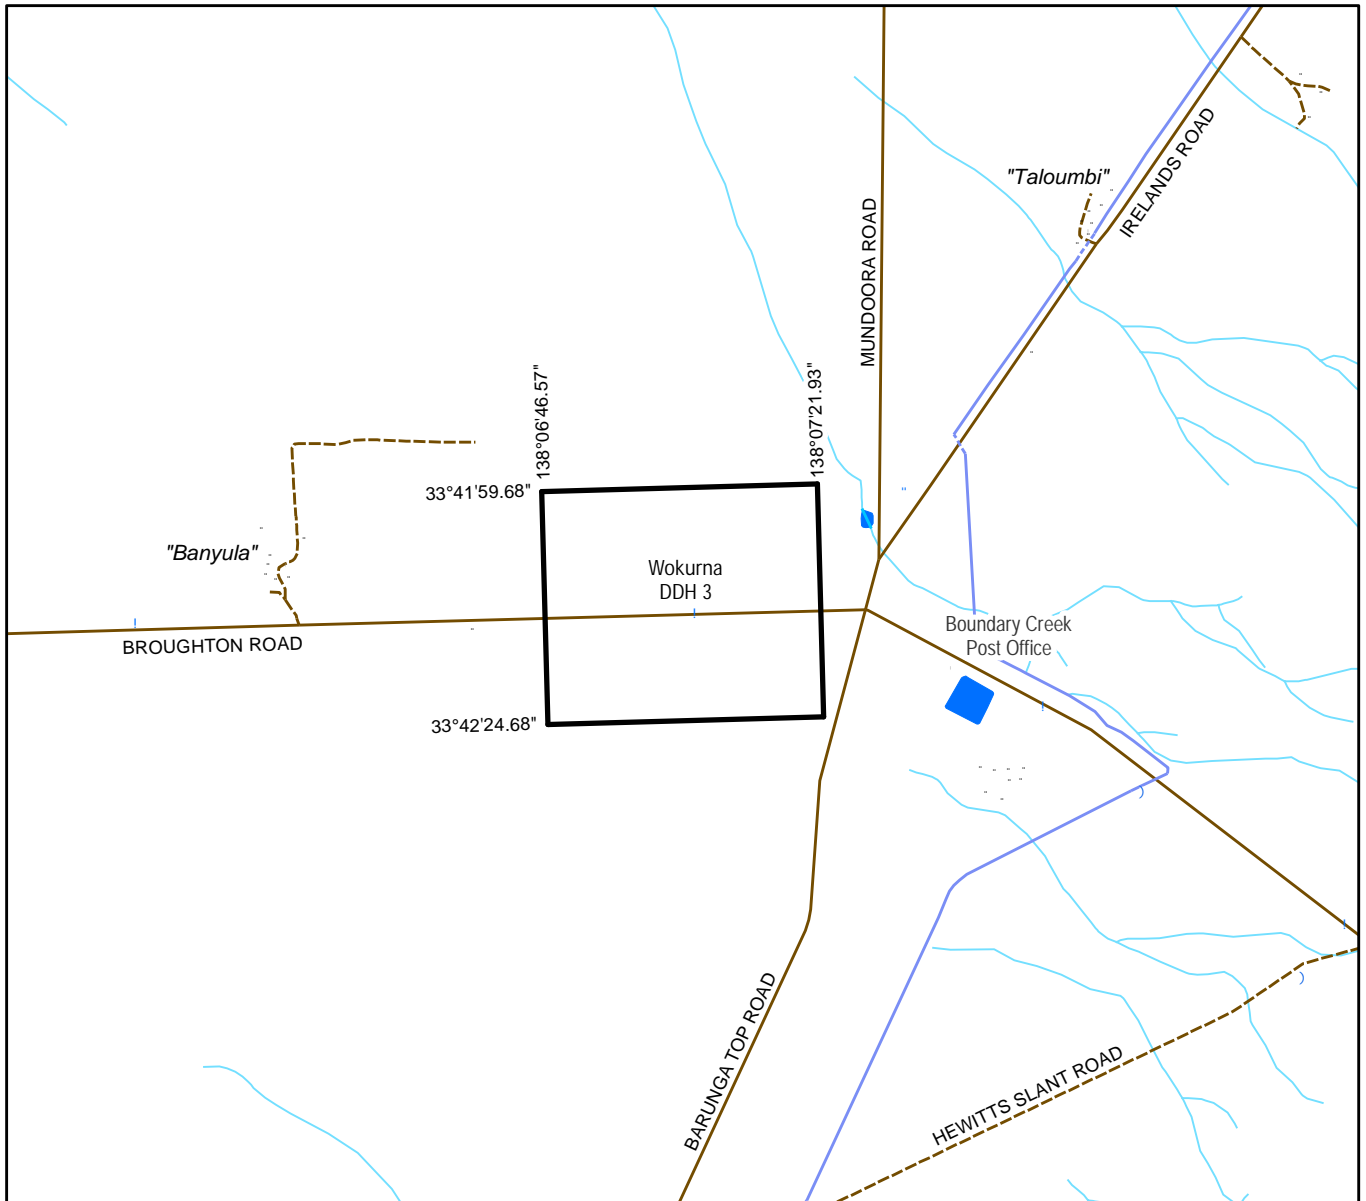 "Taloumbi"
IRELANDS ROAD
MUNDOORA ROAD
138°06'46.57"
138°07'21.93"
33°41'59.68"
"Banyula"
Wokurna
DDH 3
BROUGHTON ROAD
Boundary Creek
Post Office
33°42'24.68"
BARUNGA TOP ROAD
HEWITTS SLANT ROAD